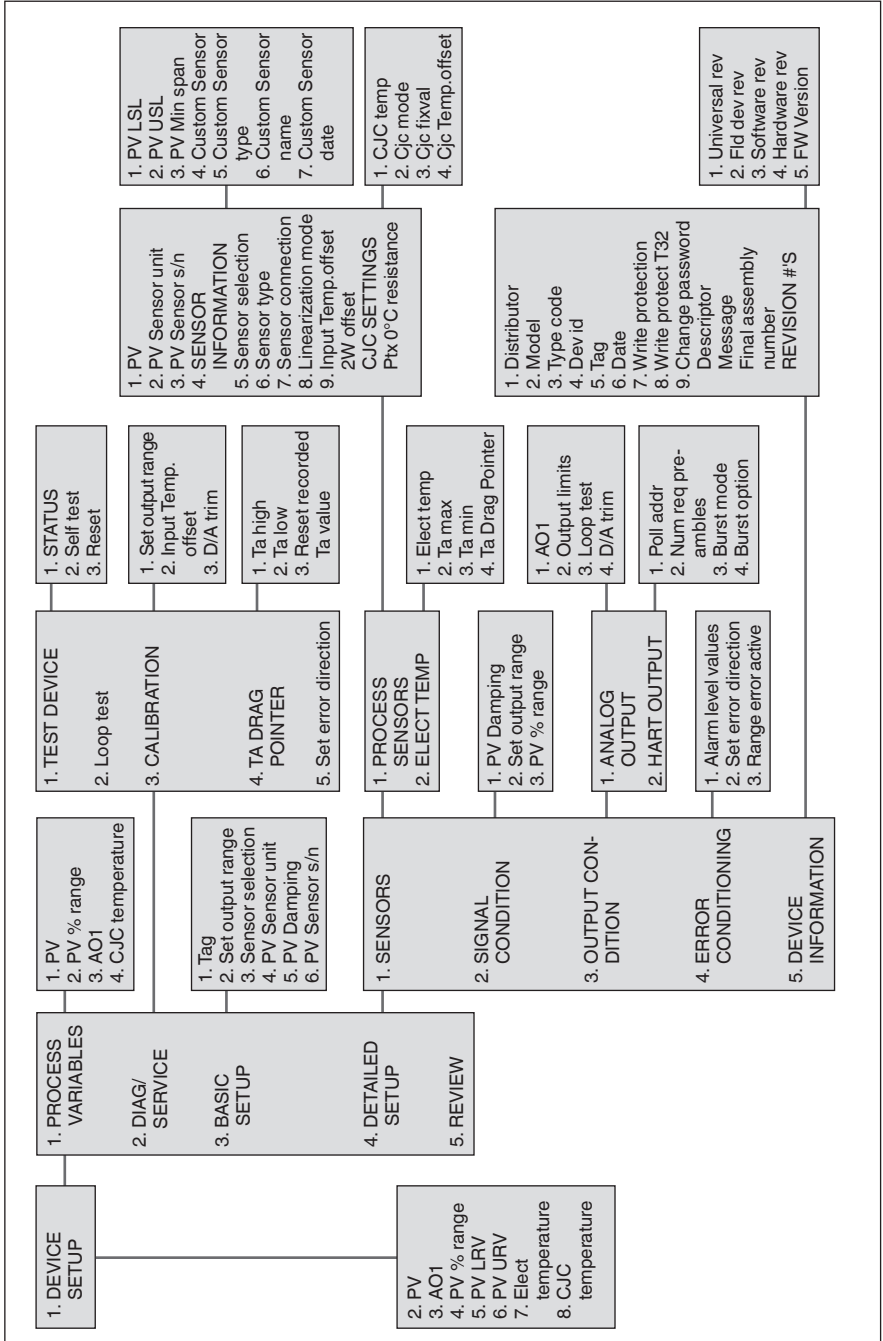 1. DEVICE
SETUP
2. PV
3. AO1
4. PV % range
5. PV LRV
6. PV URV
7. Elect
temperature
8. CJC
temperature
1. PROCESS
VARIABLES
2. DIAG/
SERVICE
3. BASIC
SETUP
4. DETAILED
SETUP
5. REVIEW
1. PV
2. PV % range
3. AO1
4. CJC temperature
1. Tag
2. Set output range
3. Sensor selection
4. PV Sensor unit
5. PV Damping
6. PV Sensor s/n
1. TEST DEVICE
2. Loop test
3. CALIBRATION
4. TA DRAG
POINTER
5. Set error direction
1. STATUS
2. Self test
3. Reset
1. Set output range
2. Input Temp.
offset
3. D/A trim
1. Ta high
2. Ta low
3. Reset recorded
Ta value
1. SENSORS
2. SIGNAL
CONDITION
3. OUTPUT CON-
DITION
4. ERROR
CONDITIONING
5. DEVICE
INFORMATION
1. PROCESS
SENSORS
2. ELECT TEMP
1. PV Damping
2. Set output range
3. PV % range
1. ANALOG
OUTPUT
2. HART OUTPUT
1. Alarm level values
2. Set error direction
3. Range error active
1. Elect temp
2. Ta max
3. Ta min
4. Ta Drag Pointer
1. AO1
2. Output limits
3. Loop test
4. D/A trim
1. Poll addr
2. Num req pre-
ambles
3. Burst mode
4. Burst option
1. PV
2. PV Sensor unit
3. PV Sensor s/n
4. SENSOR
INFORMATION
5. Sensor selection
6. Sensor type
7. Sensor connection
8. Linearization mode
9. Input Temp.offset
2W offset
CJC SETTINGS
Ptx 0°C resistance
1. PV LSL
2. PV USL
3. PV Min span
4. Custom Sensor
5. Custom Sensor
type
6. Custom Sensor
name
7. Custom Sensor
date
1. CJC temp
2. Cjc mode
3. Cjc fixval
4. Cjc Temp.offset
1. Distributor
2. Model
3. Type code
4. Dev id
5. Tag
6. Date
7. Write protection
8. Write protect T32
9. Change password
Descriptor
Message
Final assembly
number
REVISION #'S
1. Universal rev
2. Fld dev rev
3. Software rev
4. Hardware rev
5. FW Version